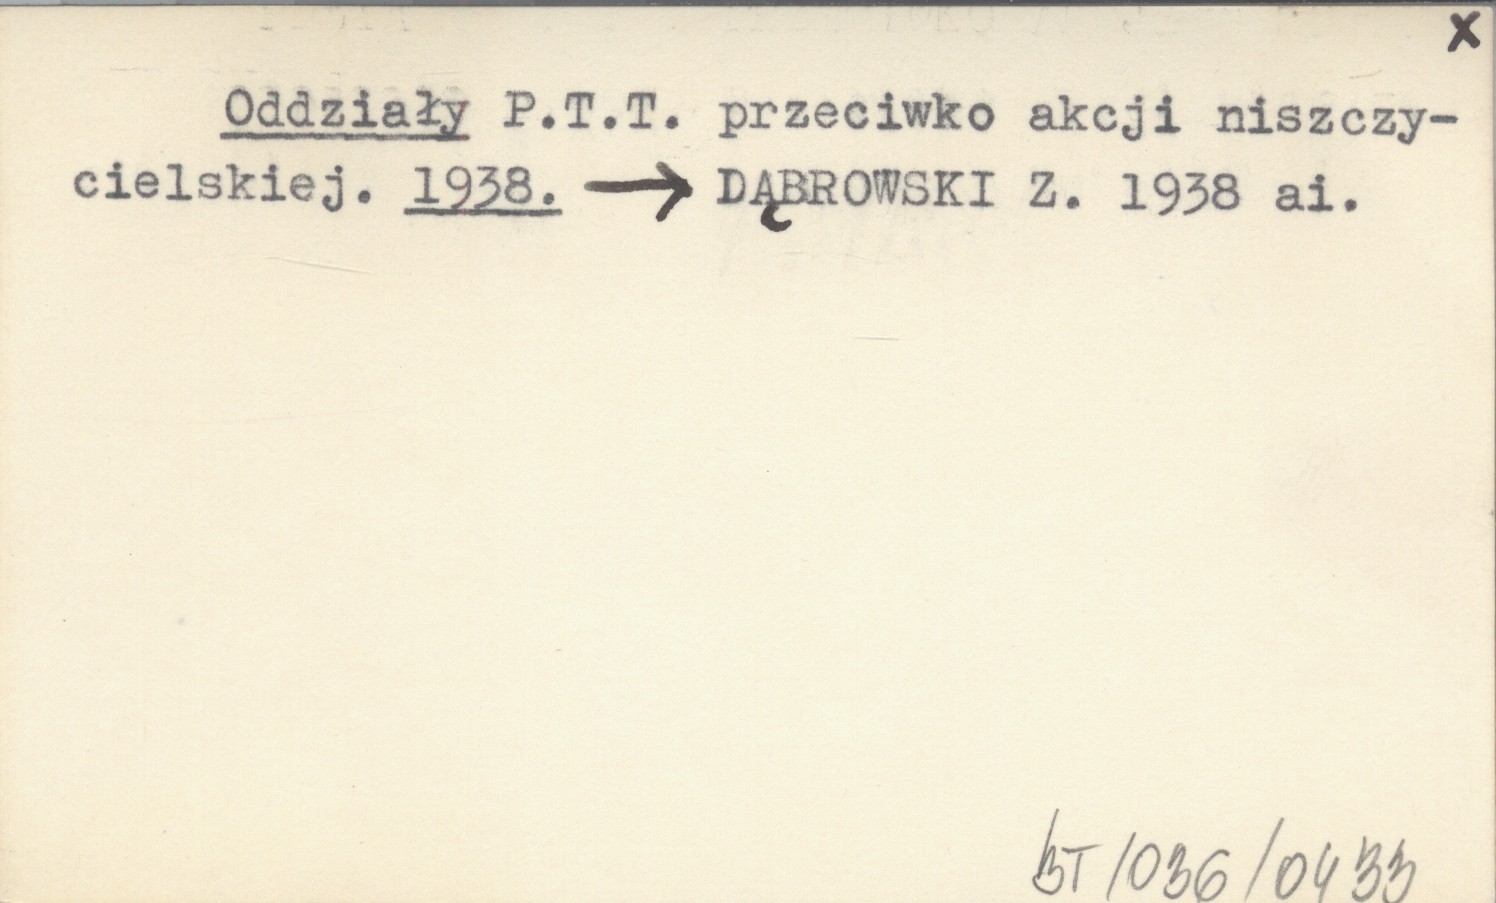 x
Oddziały P.T.T. przeciwko akcji niszczy-
cielskiej. 1938. → DĄBROWSKI Z. 1938 ai.
BT/036/0433